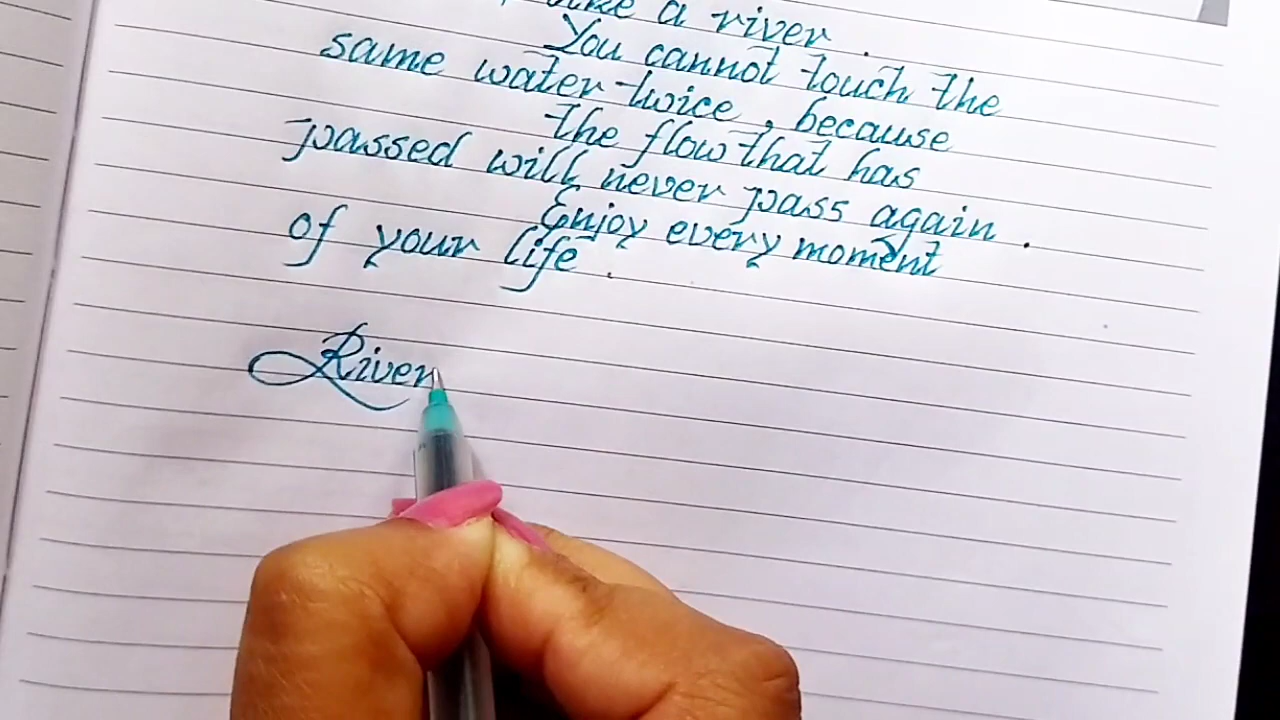 like a river .
You cannot touch the
same water twice , because
the flow that has
passed will never pass again .
Enjoy every moment
of your life .
River